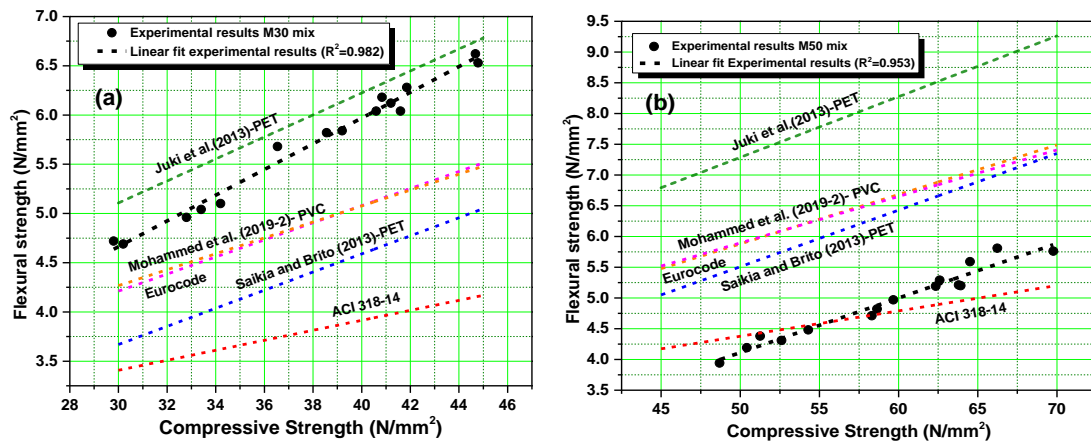 Experimental results M30 mix
Linear fit experimental results (R²=0.982)
(a)
Juki et al.(2013)-PET
Mohammed et al. (2019-2)- PVC
Eurocode
Saikia and Brito (2013)-PET
ACI 318-14
7.0
6.5
6.0
5.5
5.0
4.5
4.0
3.5
Flexural strength (N/mm²)
28 30 32 34 36 38 40 42 44 46
Compressive Strength (N/mm²)
Experimental results M50 mix
Linear fit Experimental results (R²=0.953)
(b)
Juki et al.(2013)-PET
Mohammed et al. (2019-2)- PVC
Eurocode
Saikia and Brito (2013)-PET
ACI 318-14
9.5
9.0
8.5
8.0
7.5
7.0
6.5
6.0
5.5
5.0
4.5
4.0
3.5
Flexural strength (N/mm²)
45 50 55 60 65 70
Compressive Strength (N/mm²)